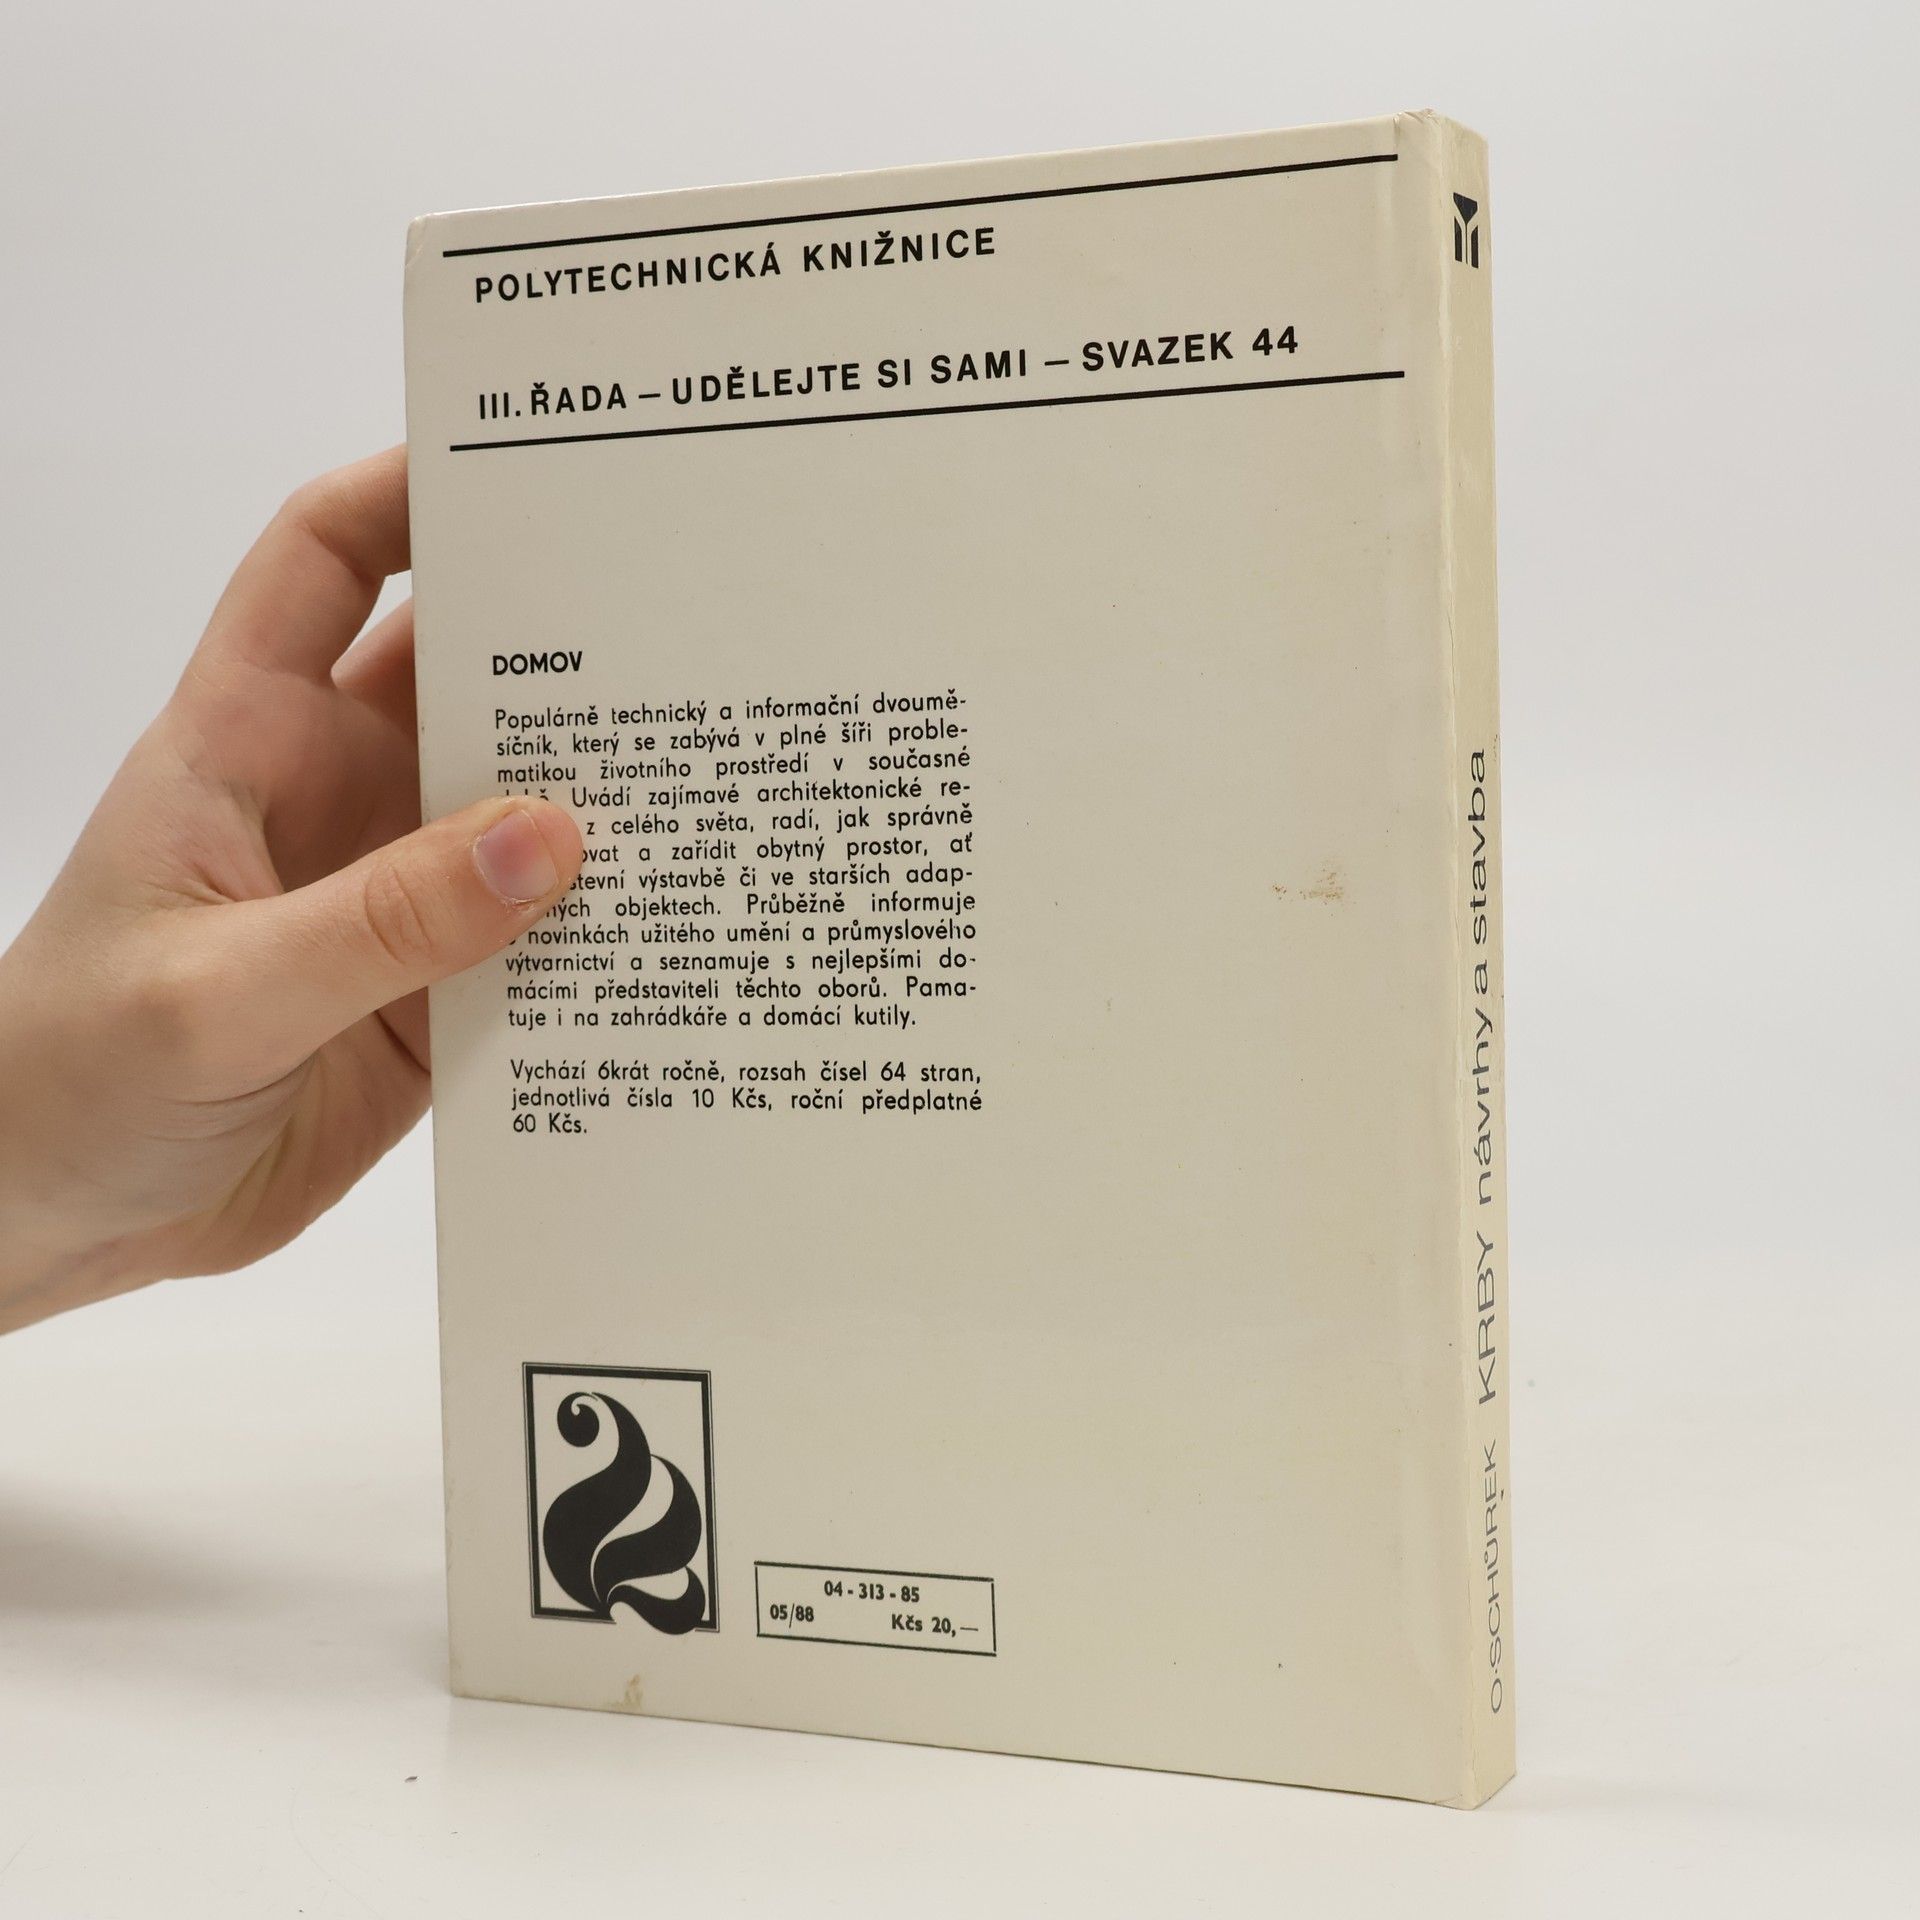 POLYTECHNICKÁ KNIŽNICE
III. ŘADA – UDĚLEJTE SI SAMI – SVAZEK 44
DOMOV
Populárně technický a informační dvoumě-
síčník, který se zabývá v plné šíři proble-
matikou životního prostředí v současné
Uvádí zajímavé architektonické re-
z celého světa, radí, jak správně
a zařídit obytný prostor, ať
výstavbě či ve starších adap-
objektech. Průběžně informuje
novinkách užitého umění a průmyslového
výtvarnictví a seznamuje s nejlepšími do-
mácími představiteli těchto oborů. Pama-
tuje i na zahrádkáře a domácí kutily.
Vychází 6krát ročně, rozsah čísel 64 stran,
jednotlivá čísla 10 Kčs, roční předplatné
60 Kčs.
04 - 313 - 85
05/88 Kčs 20,—
O·SCHŮREK KRBY návrhy a stavba